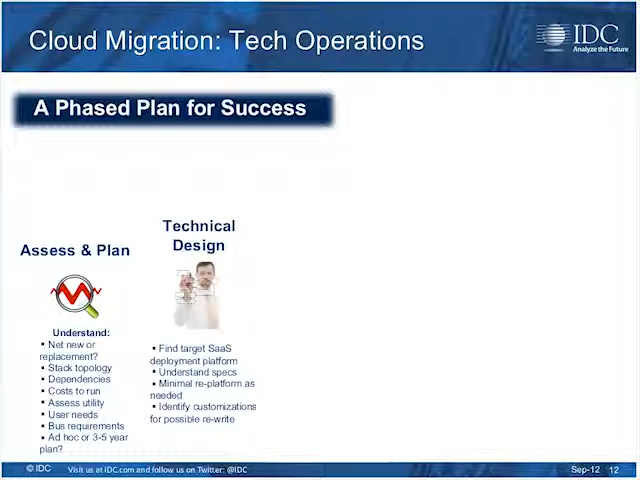 Cloud Migration: Tech Operations
IDC
Analyze the Future
A Phased Plan for Success
Assess & Plan
Understand:
▪ Net new or
replacement?
▪ Stack topology
▪ Dependencies
▪ Costs to run
▪ Assess utility
▪ User needs
▪ Bus requirements
▪ Ad hoc or 3-5 year
plan?
Technical
Design
▪ Find target SaaS
deployment platform
▪ Understand specs
▪ Minimal re-platform as
needed
▪ Identify customizations
for possible re-write
© IDC Visit us at IDC.com and follow us on Twitter: @IDC Sep-12 12